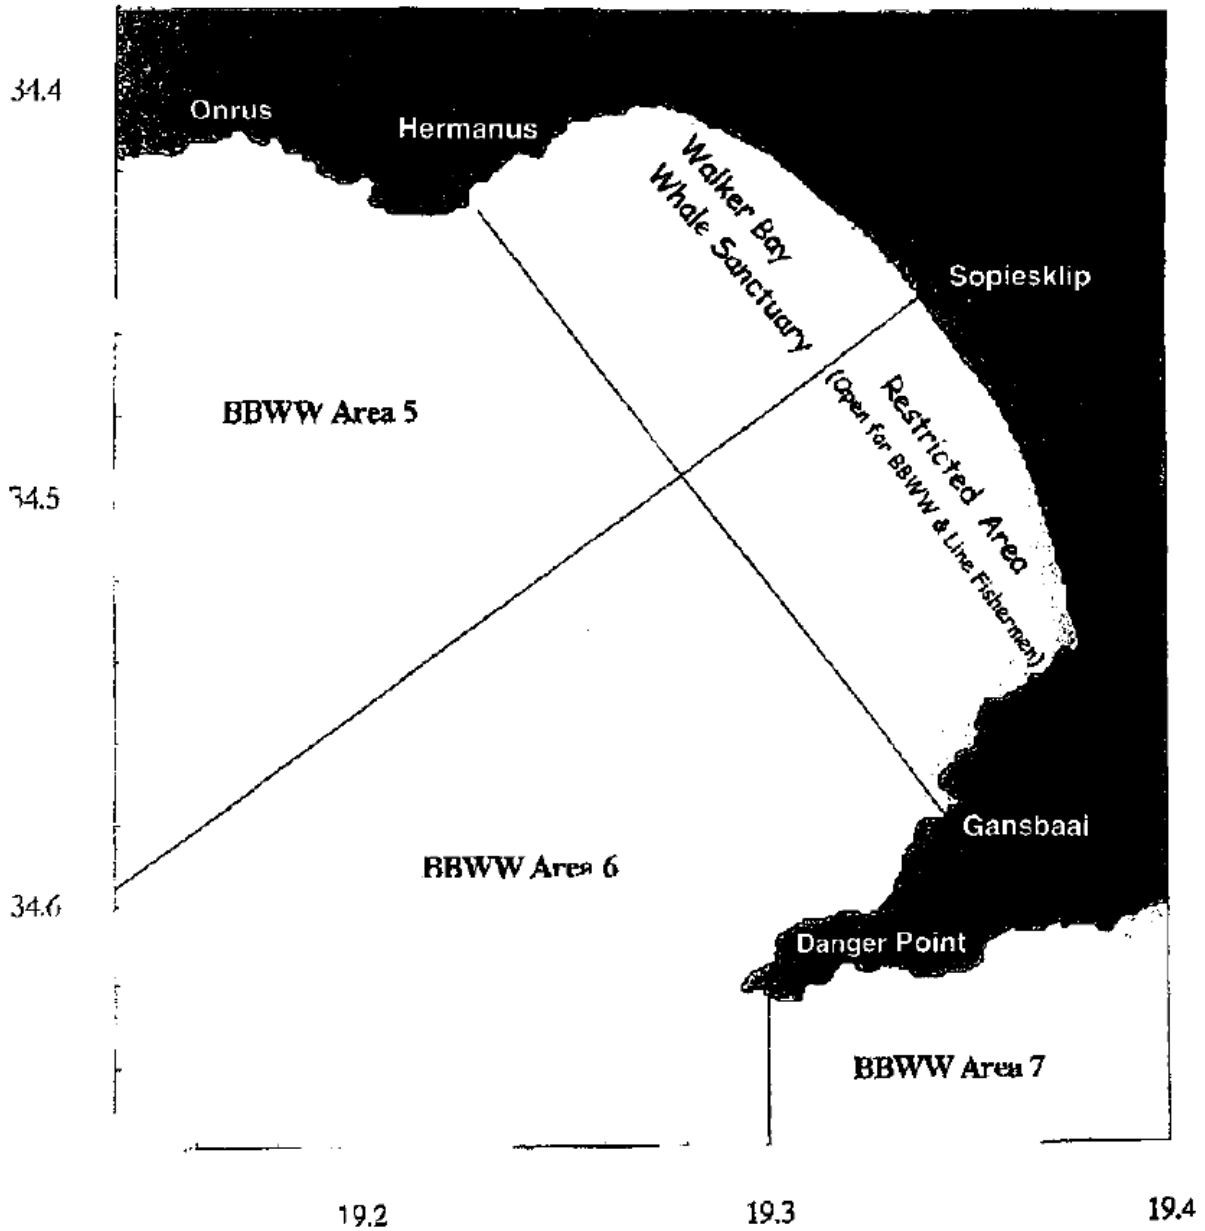 34.4
Onrus
Hermanus
Walker Bay
Whale Sanctuary
Sopiesklip
BBWW Area 5
Restricted Area
(Open for BBWW & Line Fishermen)
34.5
Gansbaai
BBWW Area 6
34.6
Danger Point
BBWW Area 7
19.2
19.3
19.4